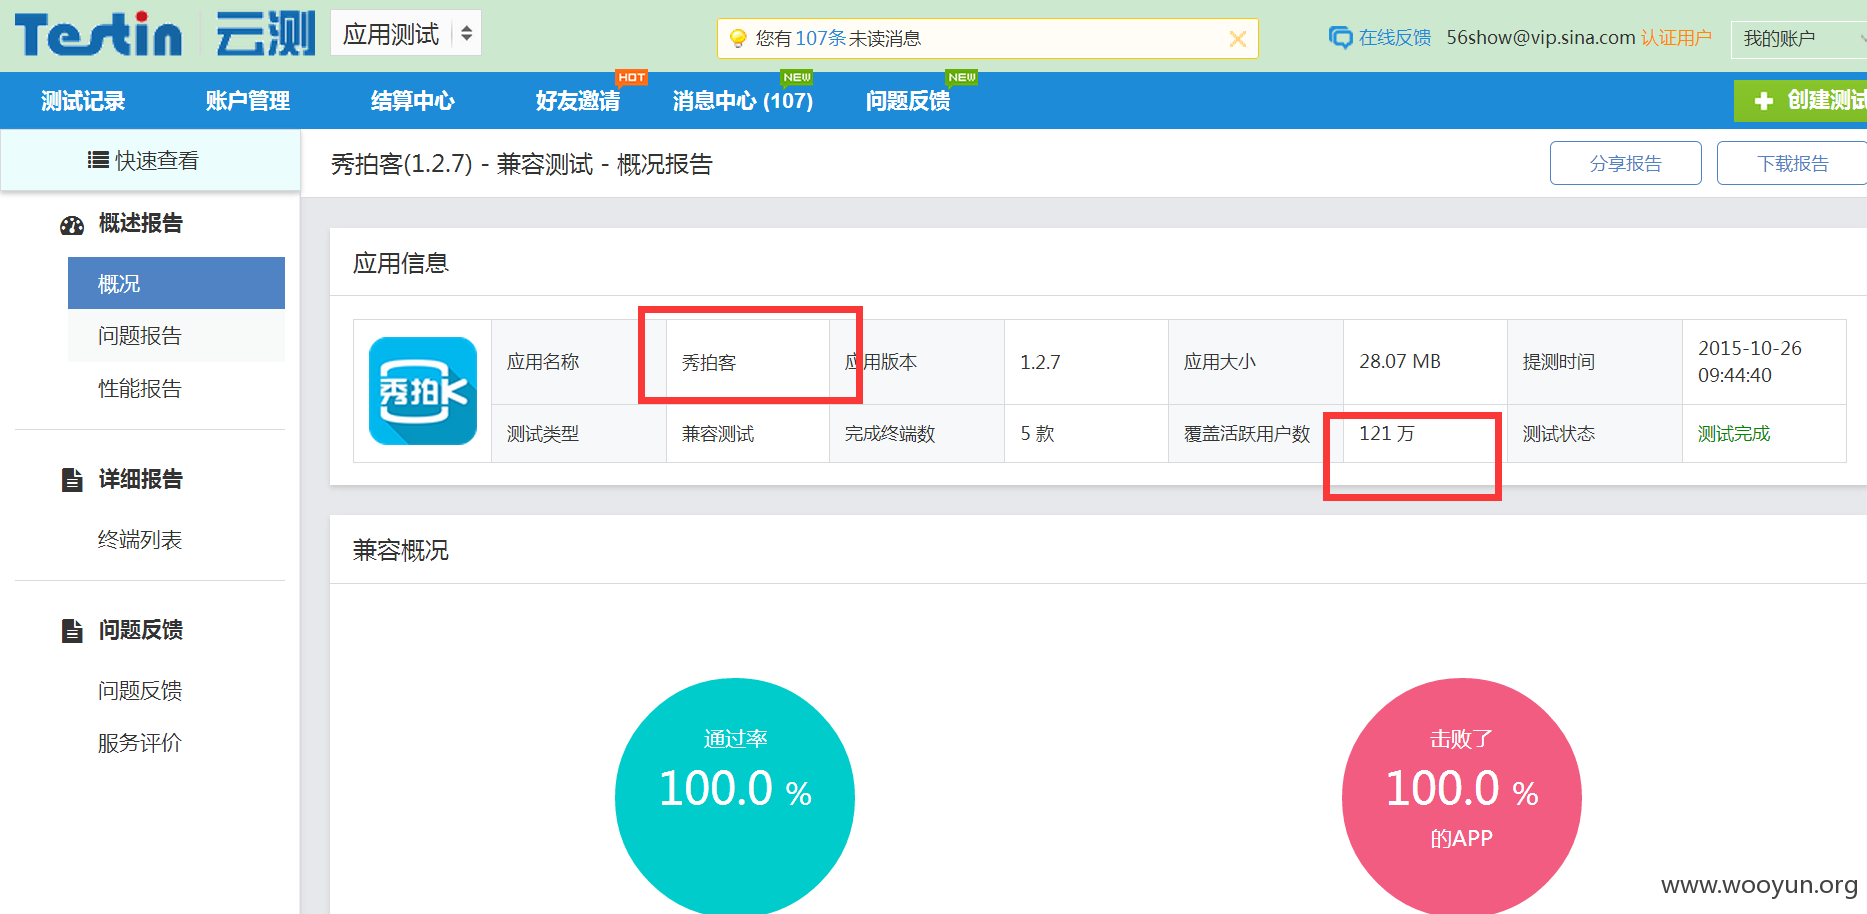 Testin 云测 应用测试 您有 107条 未读消息 在线反馈 56show@vip.sina.com 认证用户 我的账户
HOT NEW NEW
测试记录 账户管理 结算中心 好友邀请 消息中心 (107) 问题反馈 创建测试
快速查看
秀拍客(1.2.7) - 兼容测试 - 概况报告 分享报告 下载报告
概述报告
概况
问题报告
性能报告
详细报告
终端列表
问题反馈
问题反馈
服务评价
应用信息
秀拍K
应用名称 秀拍客 应用版本 1.2.7 应用大小 28.07 MB 提测时间 2015-10-26
09:44:40
测试类型 兼容测试 完成终端数 5 款 覆盖活跃用户数 121 万 测试状态 测试完成
兼容概况
通过率
100.0 %
击败了
100.0 %
的APP
www.wooyun.org